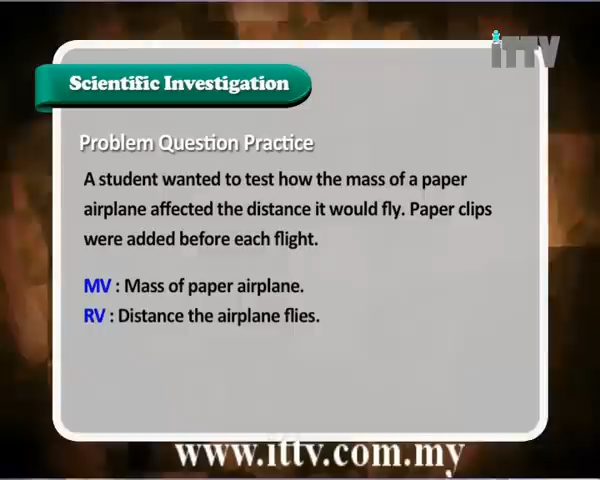 iTTV
Scientific Investigation
Problem Question Practice
A student wanted to test how the mass of a paper
airplane affected the distance it would fly. Paper clips
were added before each flight.
MV : Mass of paper airplane.
RV : Distance the airplane flies.
www.ittv.com.my